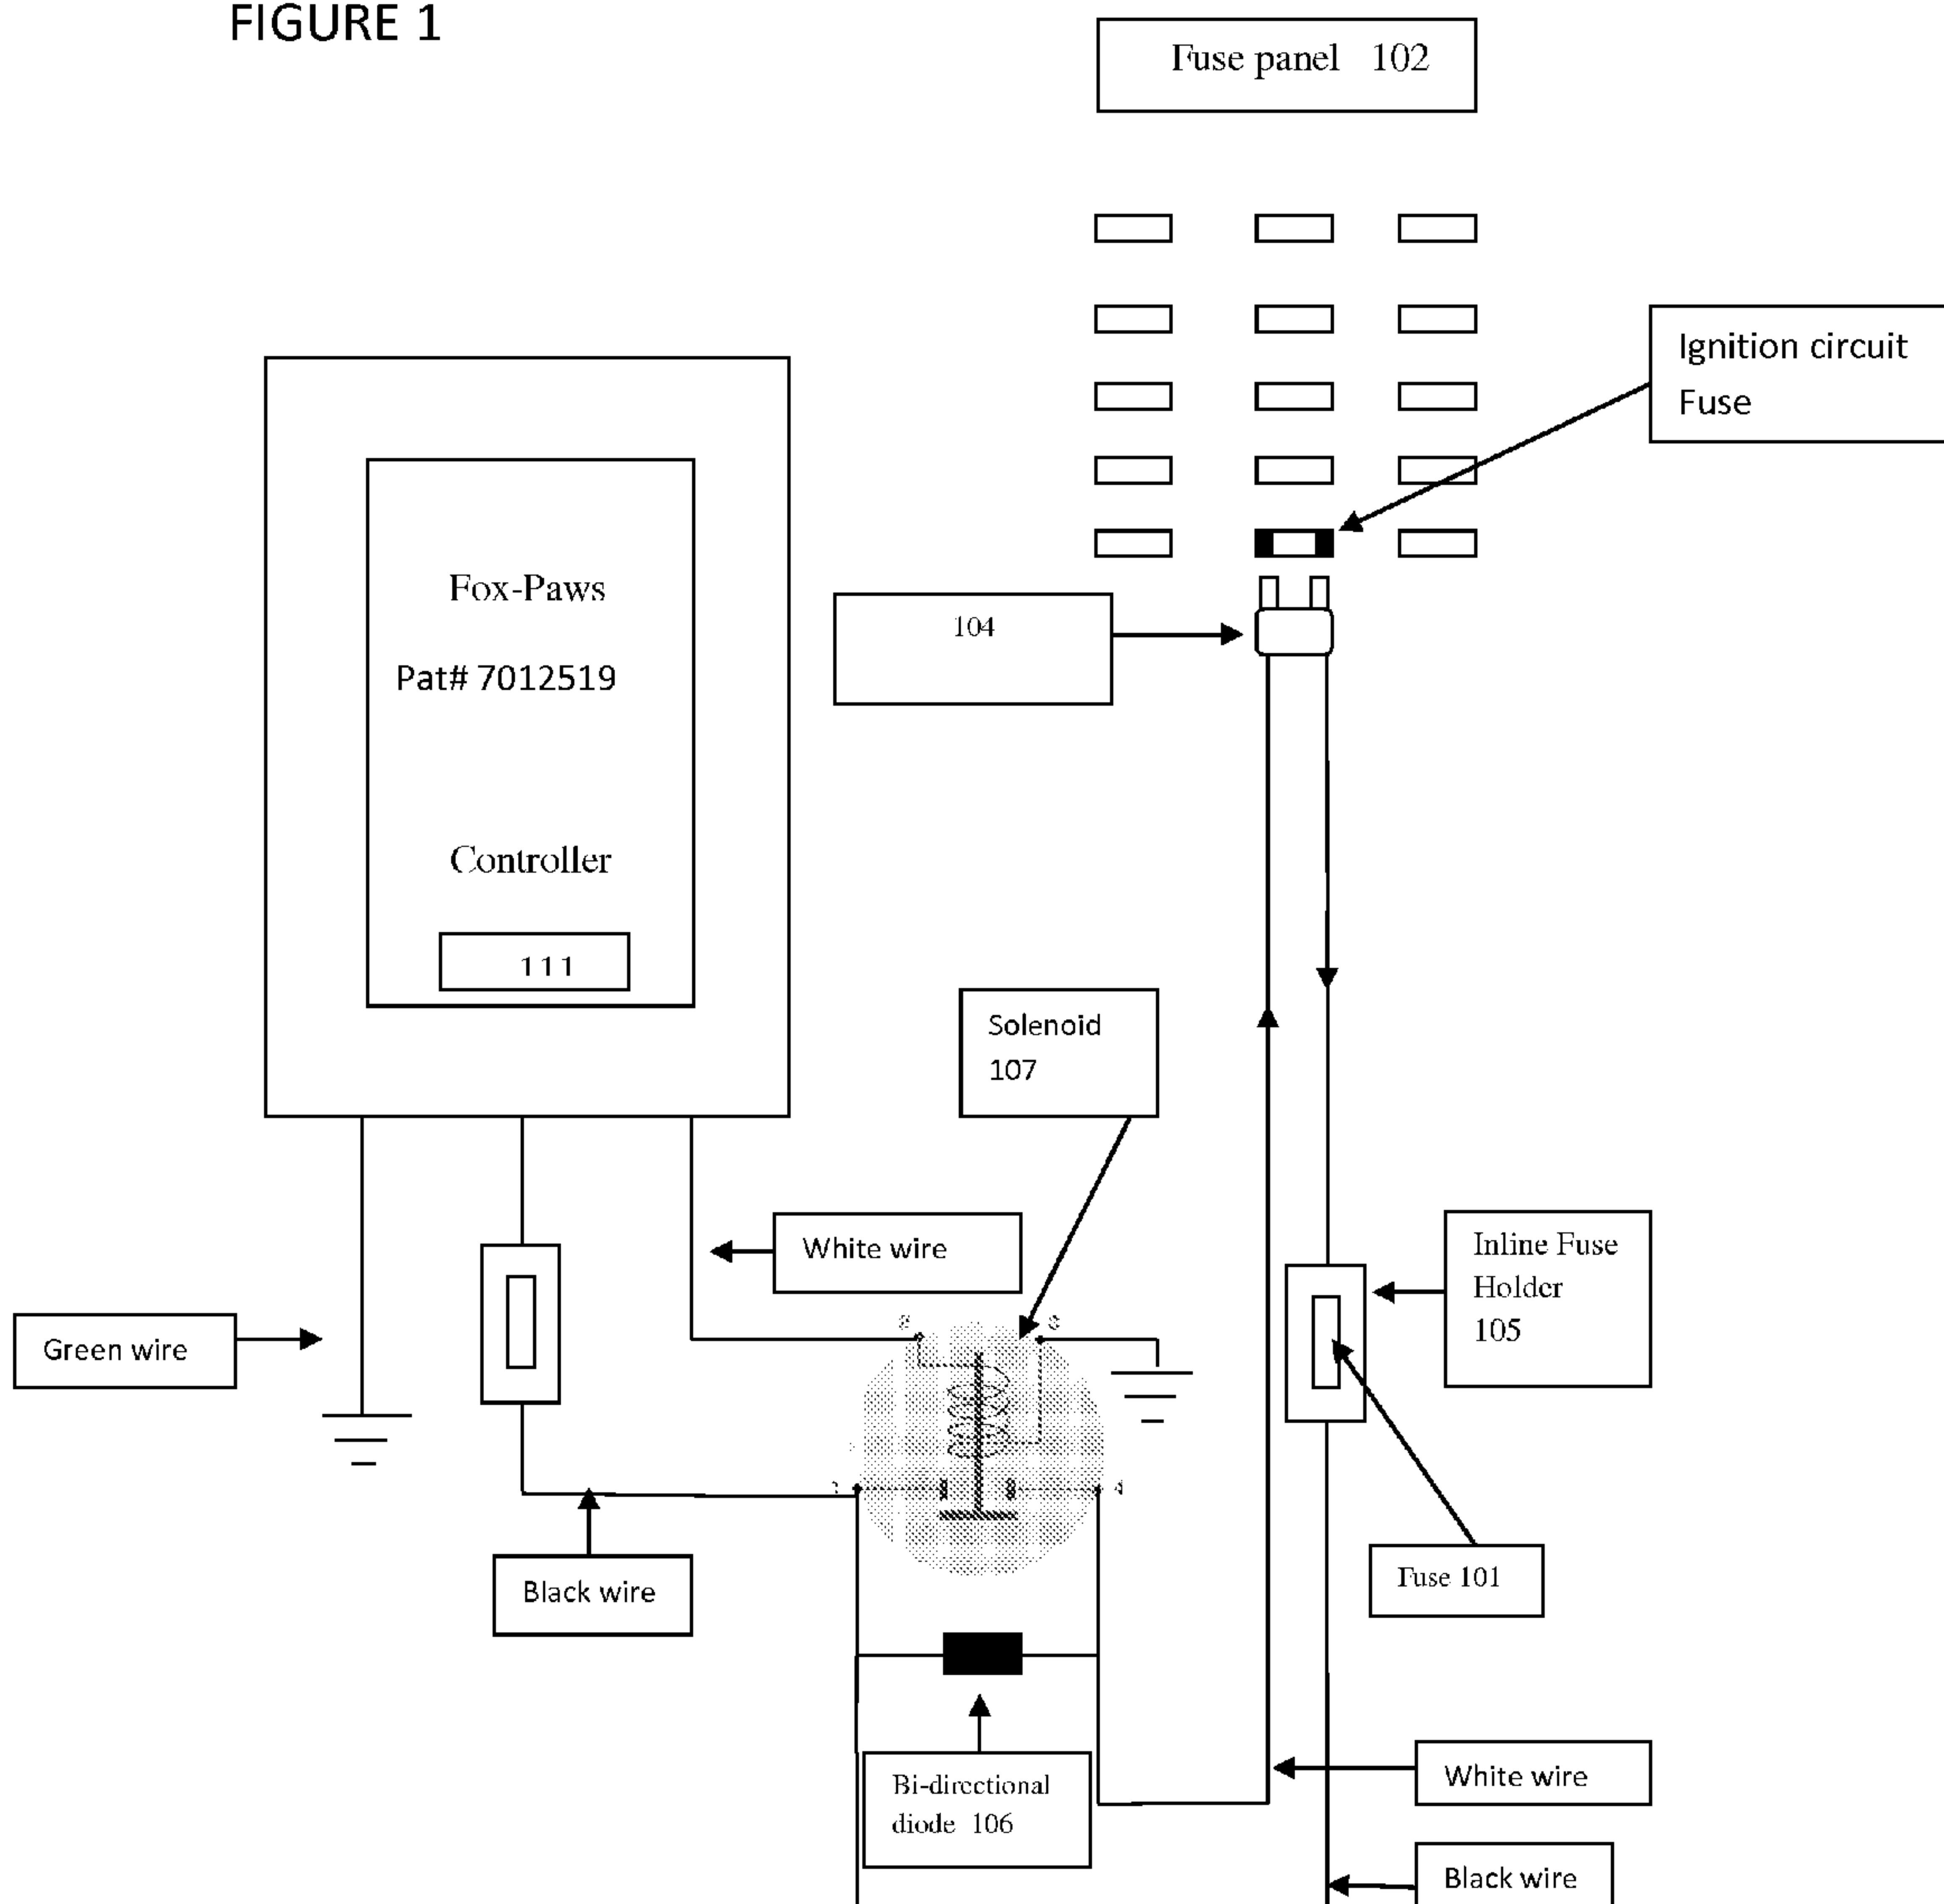 FIGURE 1
Fuse panel 102
Ignition circuit
Fuse
Fox-Paws
Pat# 7012519
Controller
111
104
Solenoid
107
White wire
Inline Fuse
Holder
105
Green wire
Fuse 101
Black wire
Bi-directional
diode 106
White wire
Black wire